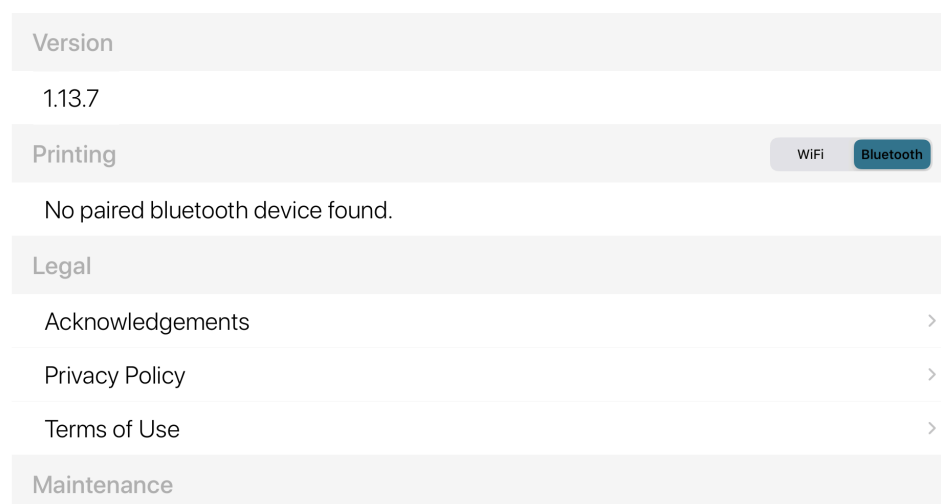 Version
1.13.7
Printing
WiFi
Bluetooth
No paired bluetooth device found.
Legal
Acknowledgements
Privacy Policy
Terms of Use
Maintenance